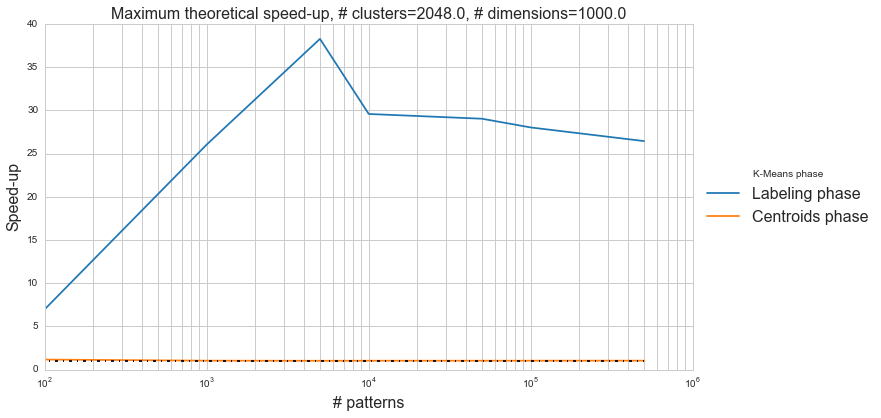 Maximum theoretical speed-up, # clusters=2048.0, # dimensions=1000.0
40
35
30
25
20
15
10
5
0
Speed-up
10^2 10^3 10^4 10^5 10^6
# patterns
K-Means phase
Labeling phase
Centroids phase